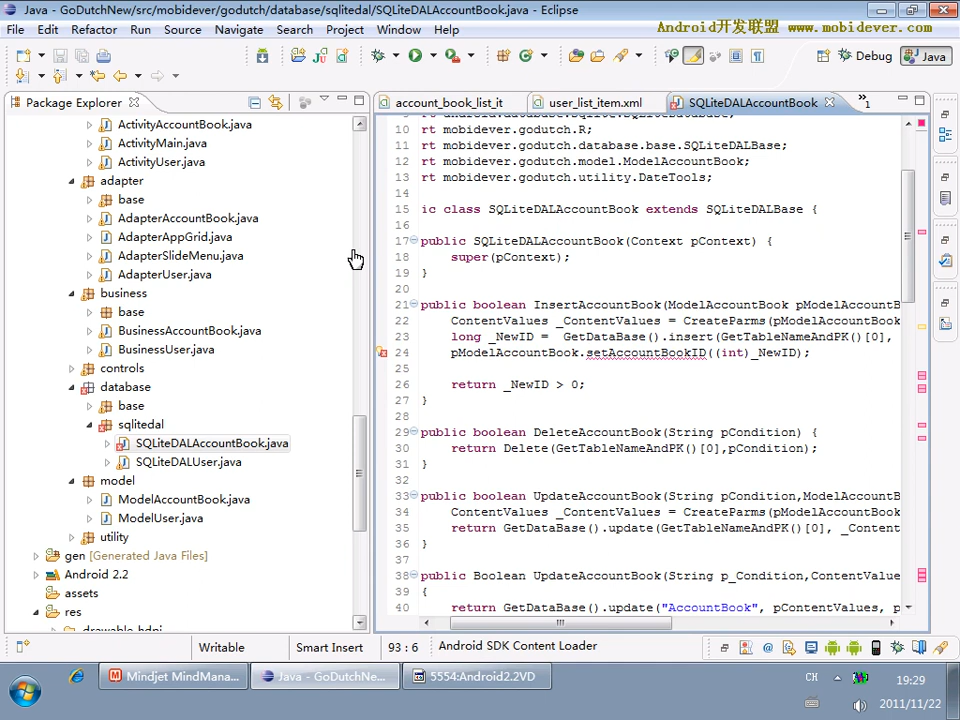 Java - GoDutchNew/src/mobidever/godutch/database/sqlitedal/SQLiteDALAccountBook.java - Eclipse
File Edit Refactor Run Source Navigate Search Project Window Help
Android开发联盟 www.mobidever.com
Debug Java
Package Explorer
account_book_list_it user_list_item.xml SQLiteDALAccountBook »1
ActivityAccountBook.java
ActivityMain.java
ActivityUser.java
adapter
base
AdapterAccountBook.java
AdapterAppGrid.java
AdapterSlideMenu.java
AdapterUser.java
business
base
BusinessAccountBook.java
BusinessUser.java
controls
database
base
sqlitedal
SQLiteDALAccountBook.java
SQLiteDALUser.java
model
ModelAccountBook.java
ModelUser.java
utility
gen [Generated Java Files]
Android 2.2
assets
res
10 rt mobidever.godutch.R;
11 rt mobidever.godutch.database.base.SQLiteDALBase;
12 rt mobidever.godutch.model.ModelAccountBook;
13 rt mobidever.godutch.utility.DateTools;
14
15 ic class SQLiteDALAccountBook extends SQLiteDALBase {
16
17 public SQLiteDALAccountBook(Context pContext) {
18 super(pContext);
19 }
20
21 public boolean InsertAccountBook(ModelAccountBook pModelAccountB
22 ContentValues _ContentValues = CreateParms(pModelAccountB
23 long _NewID = GetDataBase().insert(GetTableNameAndPK()[0],
24 pModelAccountBook.setAccountBookID((int)_NewID);
25
26 return _NewID > 0;
27 }
28
29 public boolean DeleteAccountBook(String pCondition) {
30 return Delete(GetTableNameAndPK()[0],pCondition);
31 }
32
33 public boolean UpdateAccountBook(String pCondition,ModelAccountB
34 ContentValues _ContentValues = CreateParms(pModelAccountB
35 return GetDataBase().update(GetTableNameAndPK()[0], _Content
36 }
37
38 public Boolean UpdateAccountBook(String p_Condition,ContentValue
39 {
40 return GetDataBase().update("AccountBook", pContentValues, p
Writable Smart Insert 93 : 6 Android SDK Content Loader
Mindjet MindMana... Java - GoDutchNe... 5554:Android2.2VD
CH 19:29
2011/11/22